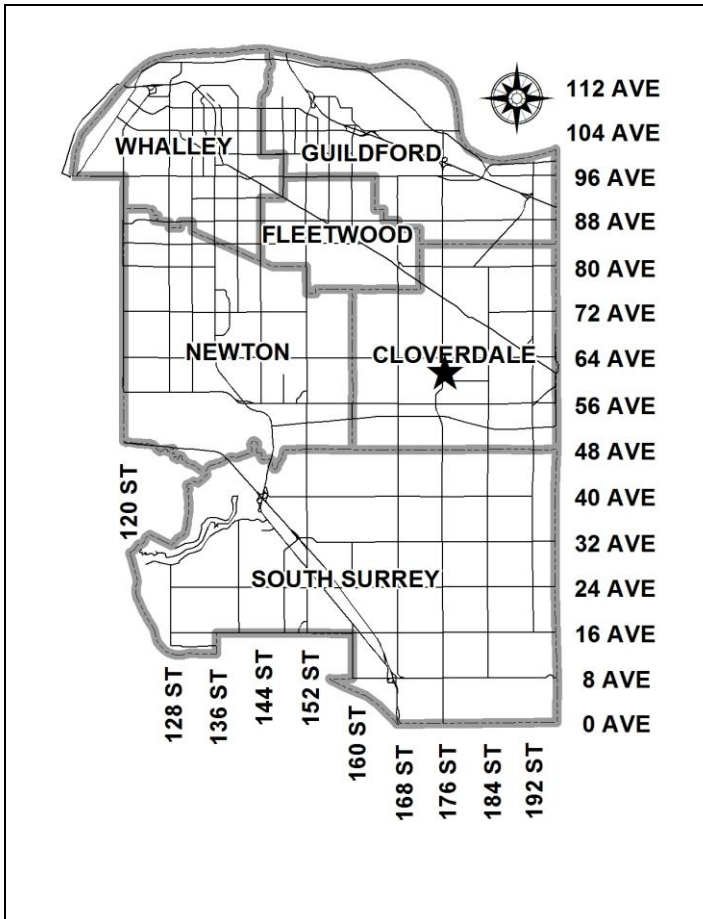 112 AVE
104 AVE
WHALLEY
GUILDFORD
96 AVE
88 AVE
FLEETWOOD
80 AVE
72 AVE
NEWTON
CLOVERDALE
64 AVE
56 AVE
48 AVE
120 ST
40 AVE
32 AVE
SOUTH SURREY
24 AVE
16 AVE
8 AVE
0 AVE
128 ST
136 ST
144 ST
152 ST
160 ST
168 ST
176 ST
184 ST
192 ST